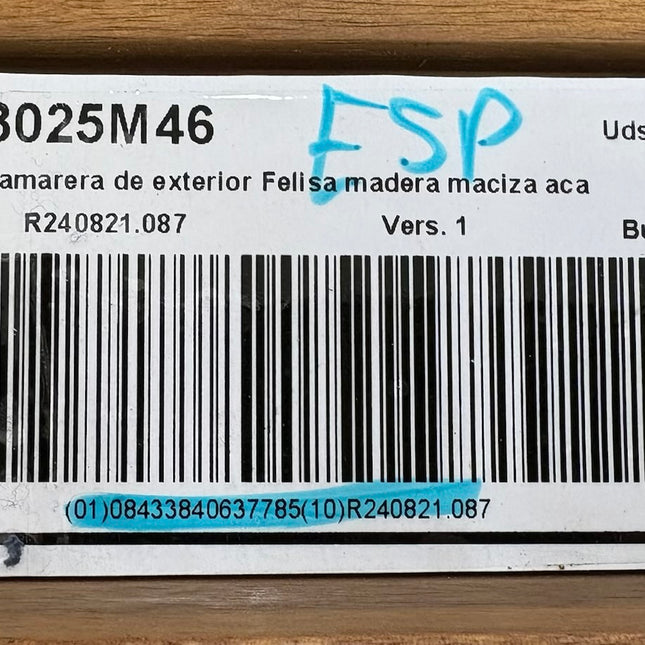 3025M46
ESP
Uds
amarera de exterior Felisa madera maciza aca
R240821.087
Vers. 1
Bu
(01)08433840637785(10)R240821.087